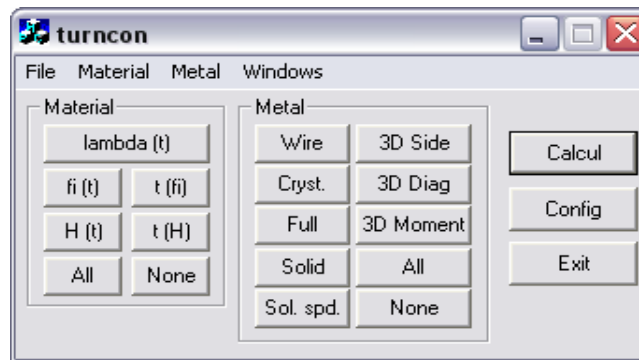 turncon
File Material Metal Windows
Material
lambda (t)
fi (t) t (fi)
H (t) t (H)
All None
Metal
Wire 3D Side
Cryst. 3D Diag
Full 3D Moment
Solid All
Sol. spd. None
Calcul
Config
Exit